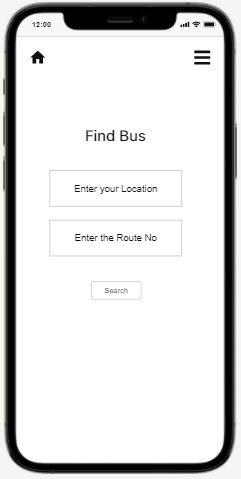 12:00
Find Bus
Enter your Location
Enter the Route No
Search